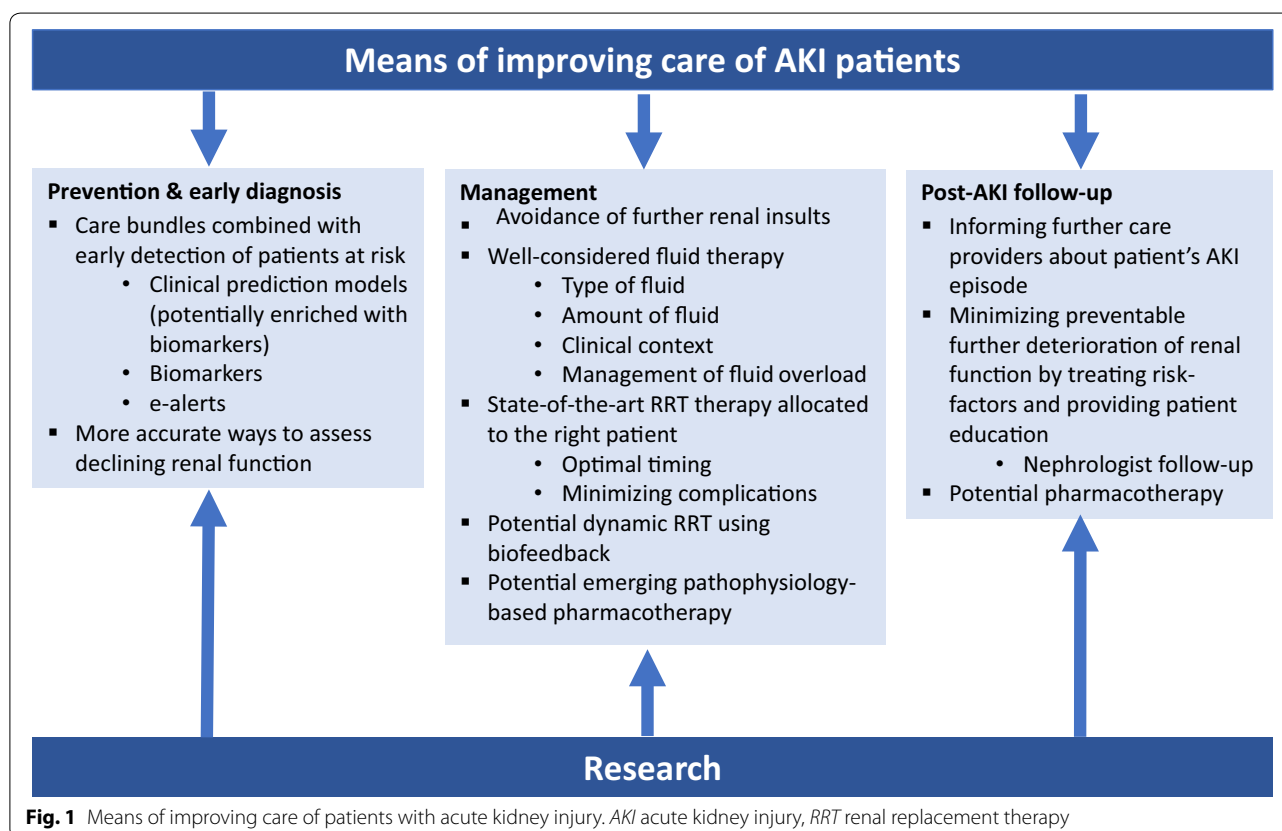 Means of improving care of AKI patients
Prevention & early diagnosis
▪ Care bundles combined with
early detection of patients at risk
• Clinical prediction models
(potentially enriched with
biomarkers)
• Biomarkers
• e-alerts
▪ More accurate ways to assess
declining renal function
Management
▪ Avoidance of further renal insults
▪ Well-considered fluid therapy
• Type of fluid
• Amount of fluid
• Clinical context
• Management of fluid overload
▪ State-of-the-art RRT therapy allocated
to the right patient
• Optimal timing
• Minimizing complications
▪ Potential dynamic RRT using
biofeedback
▪ Potential emerging pathophysiology-
based pharmacotherapy
Post-AKI follow-up
▪ Informing further care
providers about patient’s AKI
episode
▪ Minimizing preventable
further deterioration of renal
function by treating risk-
factors and providing patient
education
• Nephrologist follow-up
▪ Potential pharmacotherapy
Research
Fig. 1 Means of improving care of patients with acute kidney injury. AKI acute kidney injury, RRT renal replacement therapy